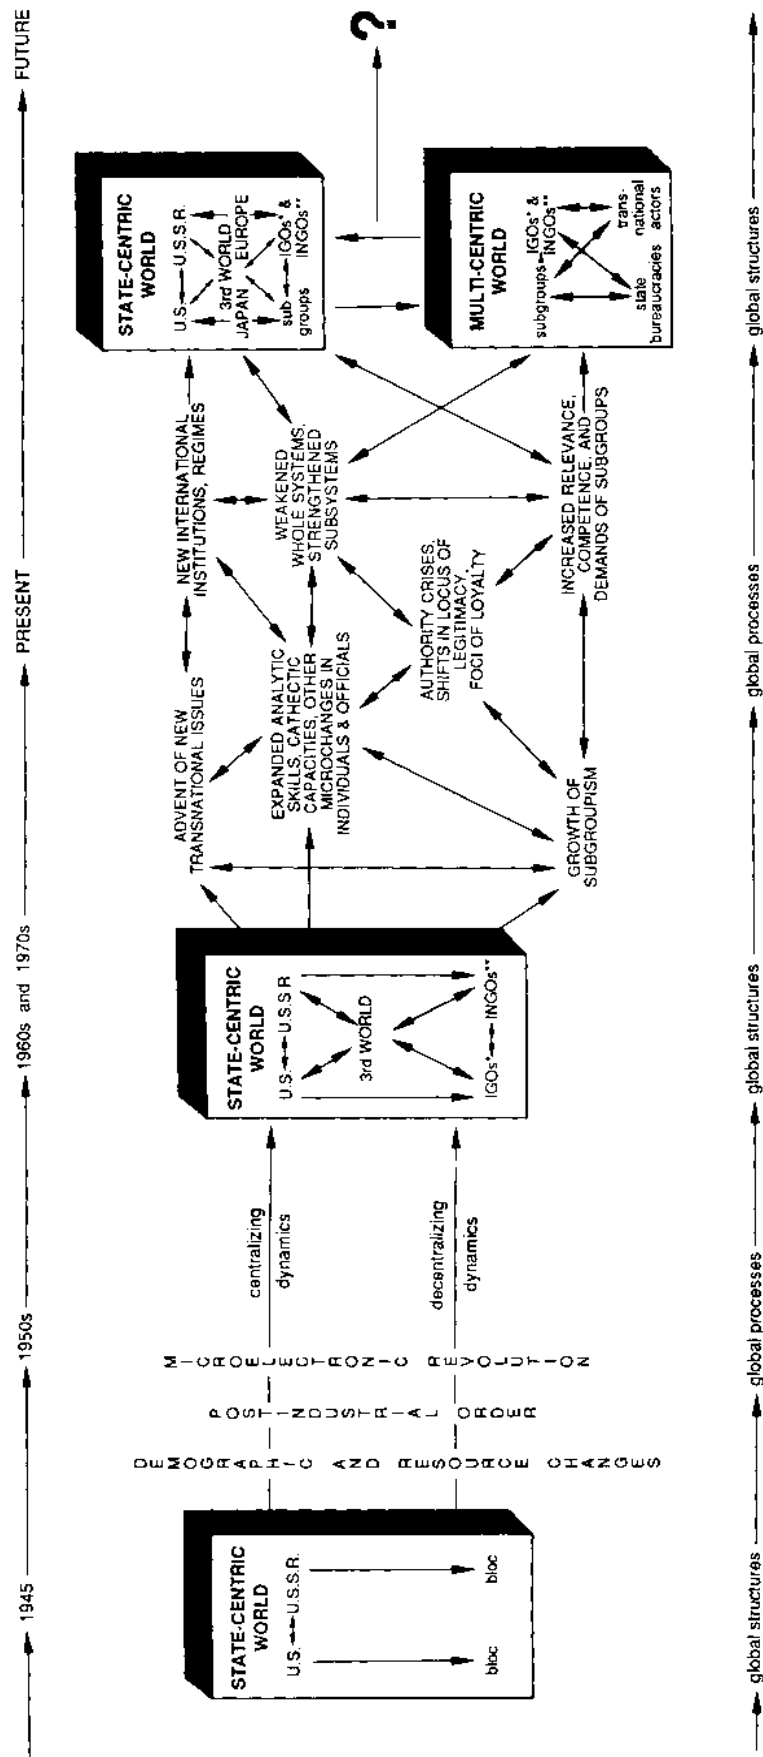 1945
1950s
1960s and 1970s
PRESENT
FUTURE
STATE-CENTRIC
WORLD
U.S.
U.S.S.R.
bloc
bloc
DEMOGRAPHIC AND RESOURCE CHANGES
POSTINDUSTRIAL ORDER
MICROELECTRONIC REVOLUTION
centralizing
dynamics
decentralizing
dynamics
STATE-CENTRIC
WORLD
U.S.
U.S.S R
3rd WORLD
IGOs*
INGOs**
ADVENT OF NEW
TRANSNATIONAL ISSUES
EXPANDED ANALYTIC
SKILLS, CATHECTIC
CAPACITIES, OTHER
MICROCHANGES IN
INDIVIDUALS & OFFICIALS
GROWTH OF
SUBGROUPISM
AUTHORITY CRISES,
SHIFTS IN LOCUS OF
LEGITIMACY,
FOCI OF LOYALTY
NEW INTERNATIONAL
INSTITUTIONS, REGIMES
WEAKENED
WHOLE SYSTEMS,
STRENGTHENED
SUBSYSTEMS
INCREASED RELEVANCE,
COMPETENCE, AND
DEMANDS OF SUBGROUPS
STATE-CENTRIC
WORLD
U.S.
U.S.S.R.
3rd WORLD
JAPAN
EUROPE
sub
groups
IGOs* &
INGOs**
MULTI-CENTRIC
WORLD
subgroups
IGOs* &
INGOs**
state
bureaucracies
trans-
national
actors
?
global structures
global processes
global structures
global processes
global structures